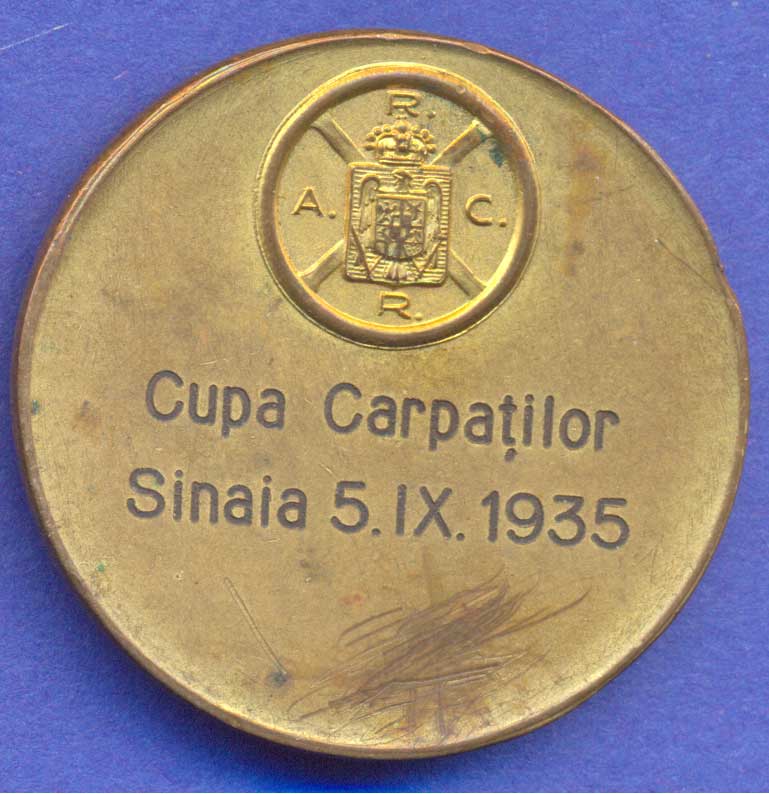 R.
A. C.
R.
Cupa Carpaților
Sinaia 5.IX.1935